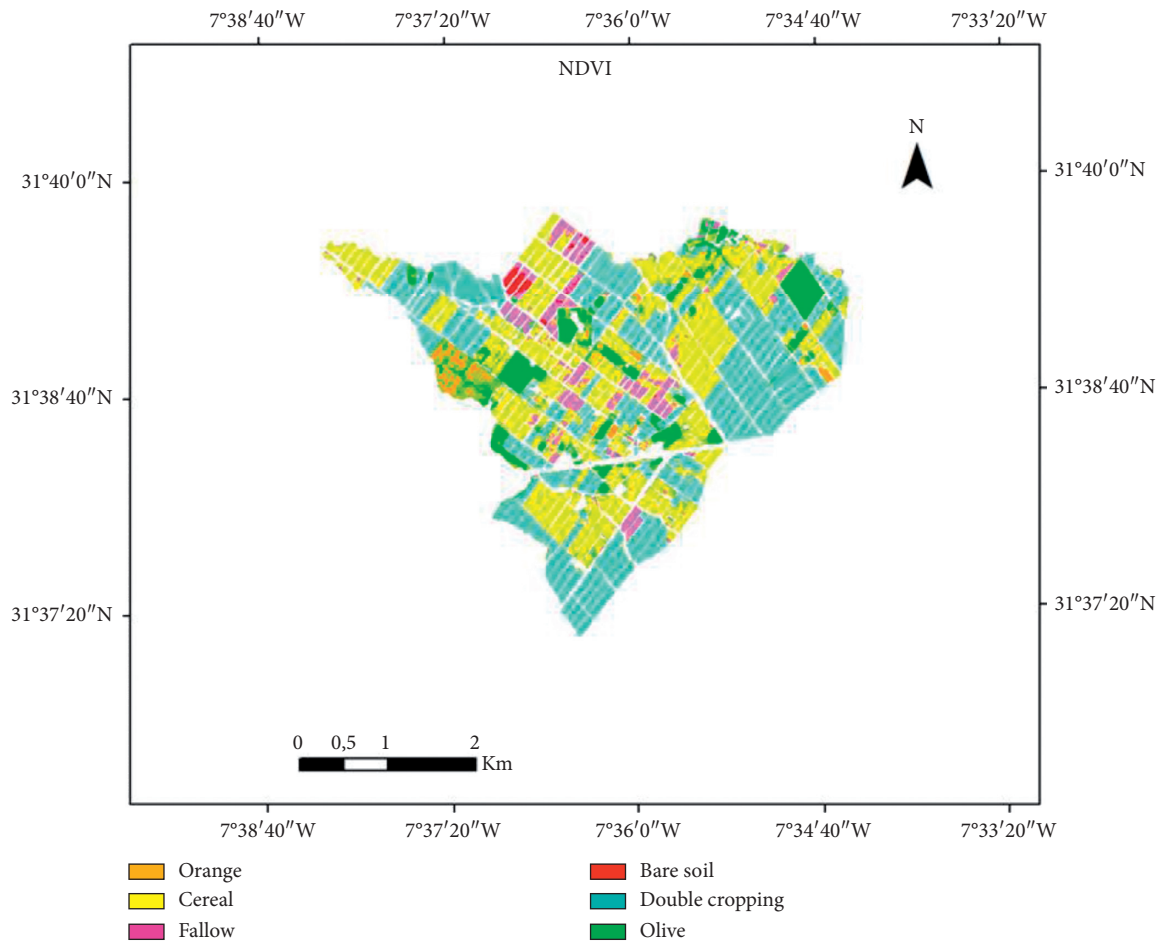 7°38′40″W 7°37′20″W 7°36′0″W 7°34′40″W 7°33′20″W
NDVI
N
31°40′0″N 31°40′0″N
31°38′40″N 31°38′40″N
31°37′20″N 31°37′20″N
0 0,5 1 2
Km
7°38′40″W 7°37′20″W 7°36′0″W 7°34′40″W 7°33′20″W
Orange
Cereal
Fallow
Bare soil
Double cropping
Olive